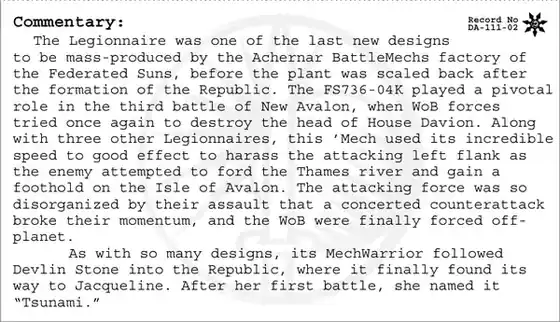 Commentary:
Record No
DA-111-02
The Legionnaire was one of the last new designs
to be mass-produced by the Achernar BattleMechs factory of
the Federated Suns, before the plant was scaled back after
the formation of the Republic. The FS736-04K played a pivotal
role in the third battle of New Avalon, when WoB forces
tried once again to destroy the head of House Davion. Along
with three other Legionnaires, this ‘Mech used its incredible
speed to good effect to harass the attacking left flank as
the enemy attempted to ford the Thames river and gain a
foothold on the Isle of Avalon. The attacking force was so
disorganized by their assault that a concerted counterattack
broke their momentum, and the WoB were finally forced off-
planet.
As with so many designs, its MechWarrior followed
Devlin Stone into the Republic, where it finally found its
way to Jacqueline. After her first battle, she named it
“Tsunami.”